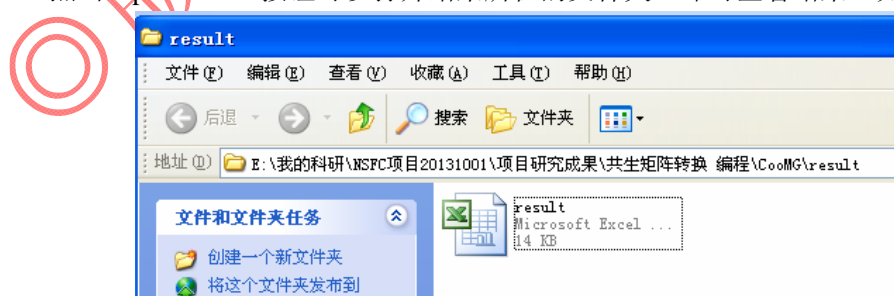 result
文件(F) 编辑(E) 查看(V) 收藏(A) 工具(T) 帮助(H)
后退 搜索 文件夹
地址(D) E:\我的科研\NSFC项目20131001\项目研究成果\共生矩阵转换 编程\CooMG\result
文件和文件夹任务
创建一个新文件夹
将这个文件夹发布到
result
Microsoft Excel ...
14 KB